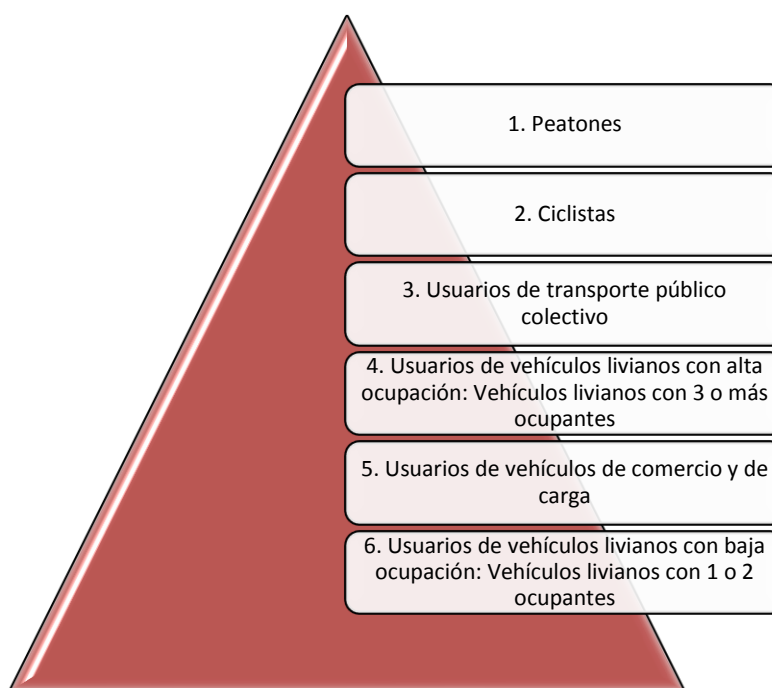 1. Peatones
2. Ciclistas
3. Usuarios de transporte público
colectivo
4. Usuarios de vehículos livianos con alta
ocupación: Vehículos livianos con 3 o más
ocupantes
5. Usuarios de vehículos de comercio y de
carga
6. Usuarios de vehículos livianos con baja
ocupación: Vehículos livianos con 1 o 2
ocupantes